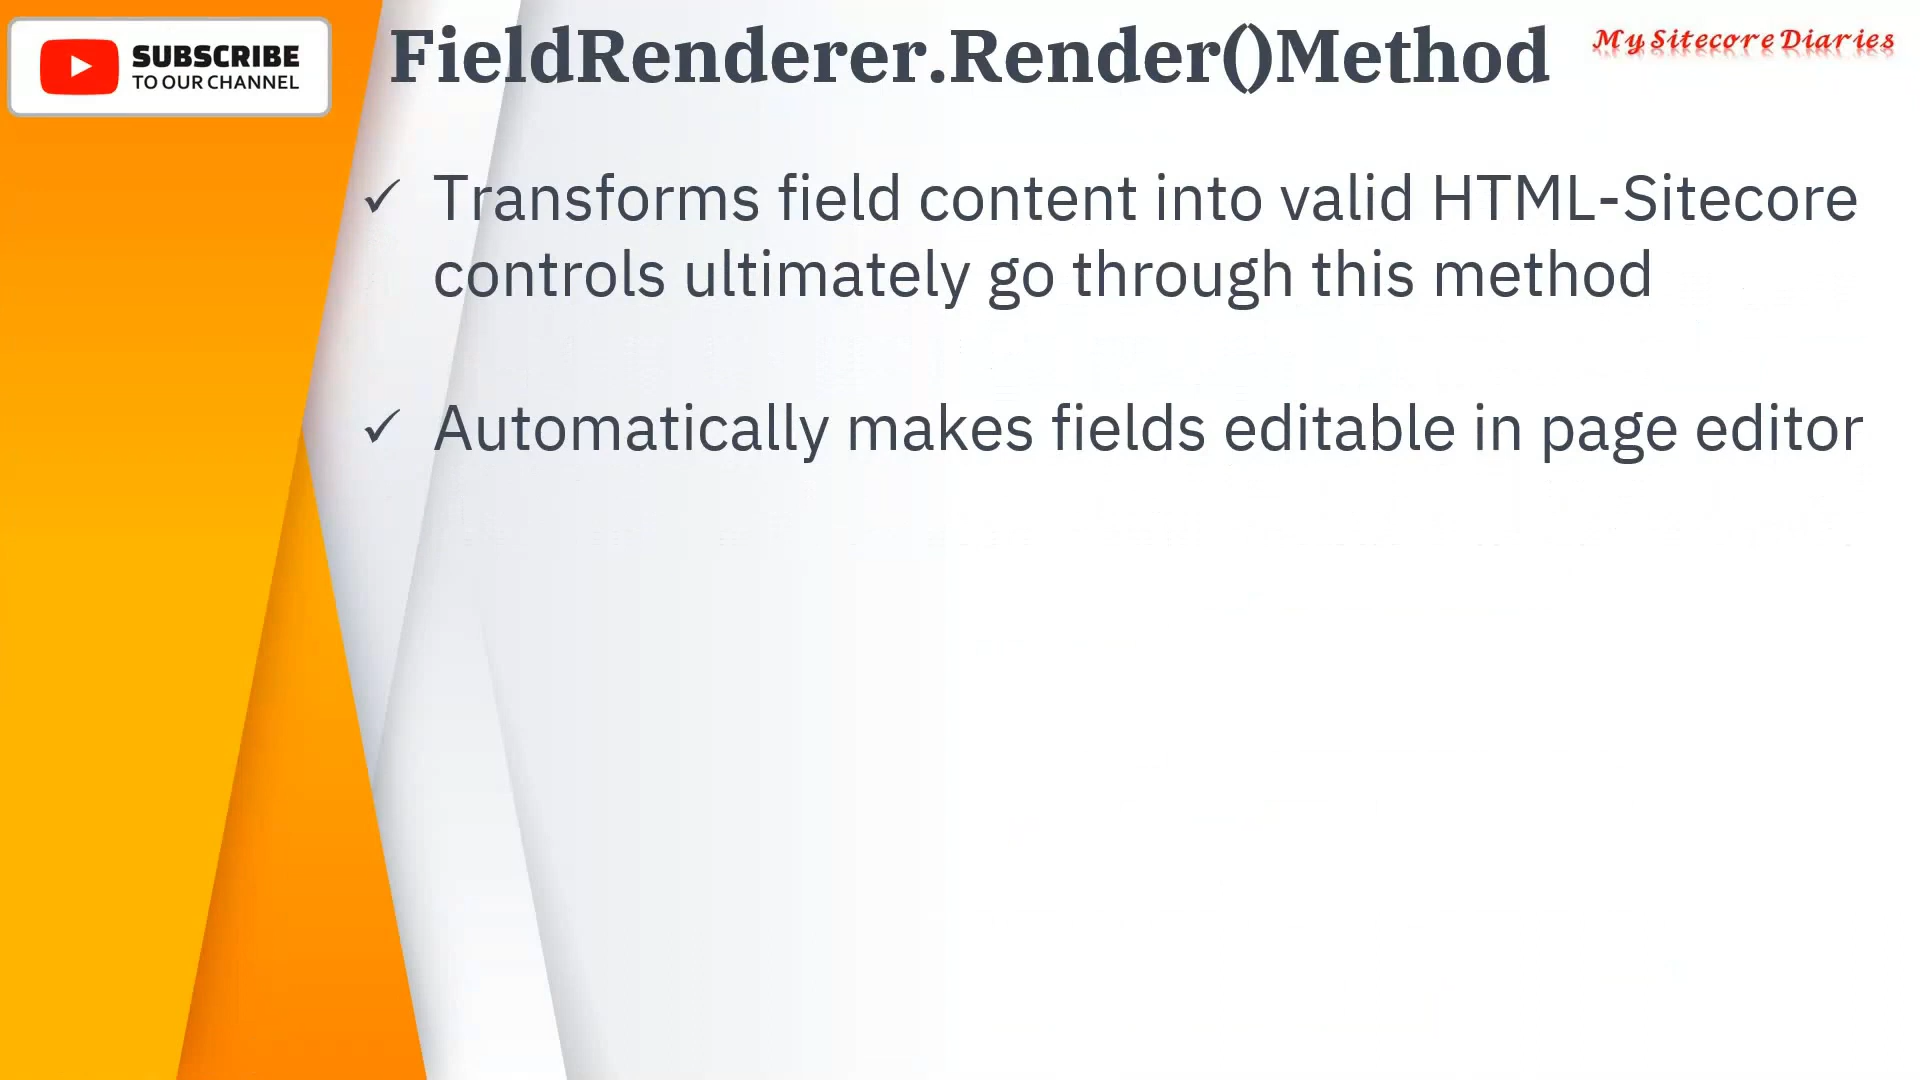 SUBSCRIBE
TO OUR CHANNEL
FieldRenderer.Render()Method
My Sitecore Diaries
✓ Transforms field content into valid HTML-Sitecore
controls ultimately go through this method
✓ Automatically makes fields editable in page editor